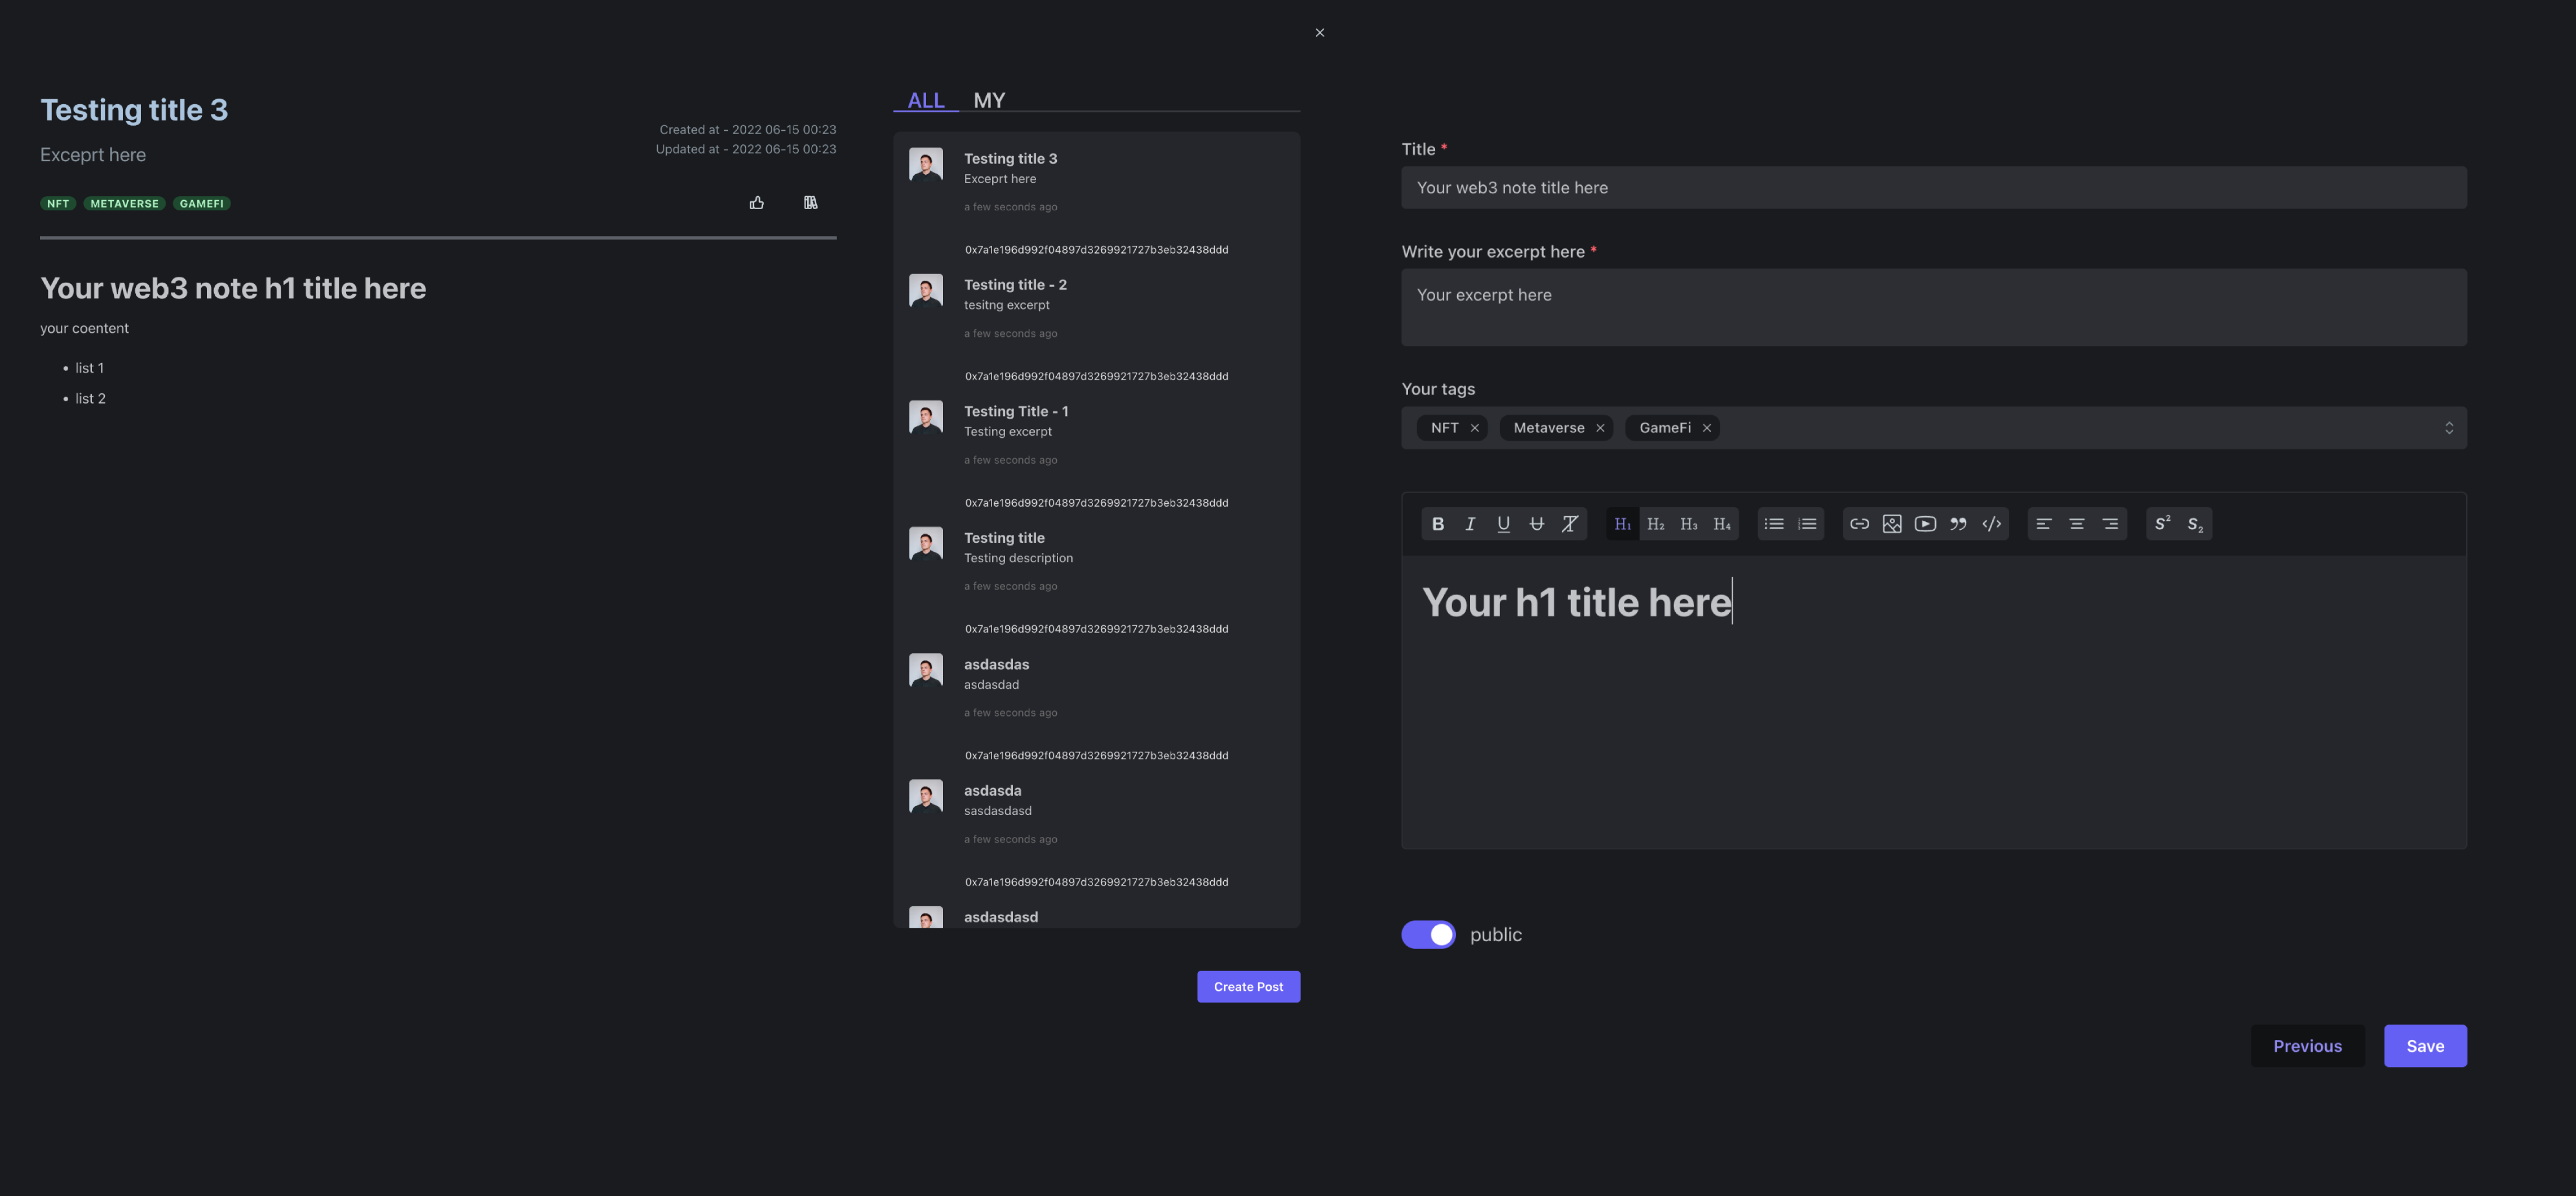 Testing title 3
Exceprt here
Created at - 2022 06-15 00:23
Updated at - 2022 06-15 00:23
NFT METAVERSE GAMEFI
Your web3 note h1 title here
your coentent
list 1
list 2
ALL MY
Testing title 3
Exceprt here
a few seconds ago
0x7a1e196d992f04897d3269921727b3eb32438ddd
Testing title - 2
tesitng excerpt
a few seconds ago
0x7a1e196d992f04897d3269921727b3eb32438ddd
Testing Title - 1
Testing excerpt
a few seconds ago
0x7a1e196d992f04897d3269921727b3eb32438ddd
Testing title
Testing description
a few seconds ago
0x7a1e196d992f04897d3269921727b3eb32438ddd
asdasdas
asdasdad
a few seconds ago
0x7a1e196d992f04897d3269921727b3eb32438ddd
asdasda
sasdasdasd
a few seconds ago
0x7a1e196d992f04897d3269921727b3eb32438ddd
asdasdasd
Create Post
Title *
Your web3 note title here
Write your excerpt here *
Your excerpt here
Your tags
NFT Metaverse GameFi
B I U U T H1 H2 H3 H4 S² S₂
Your h1 title here
public
Previous Save